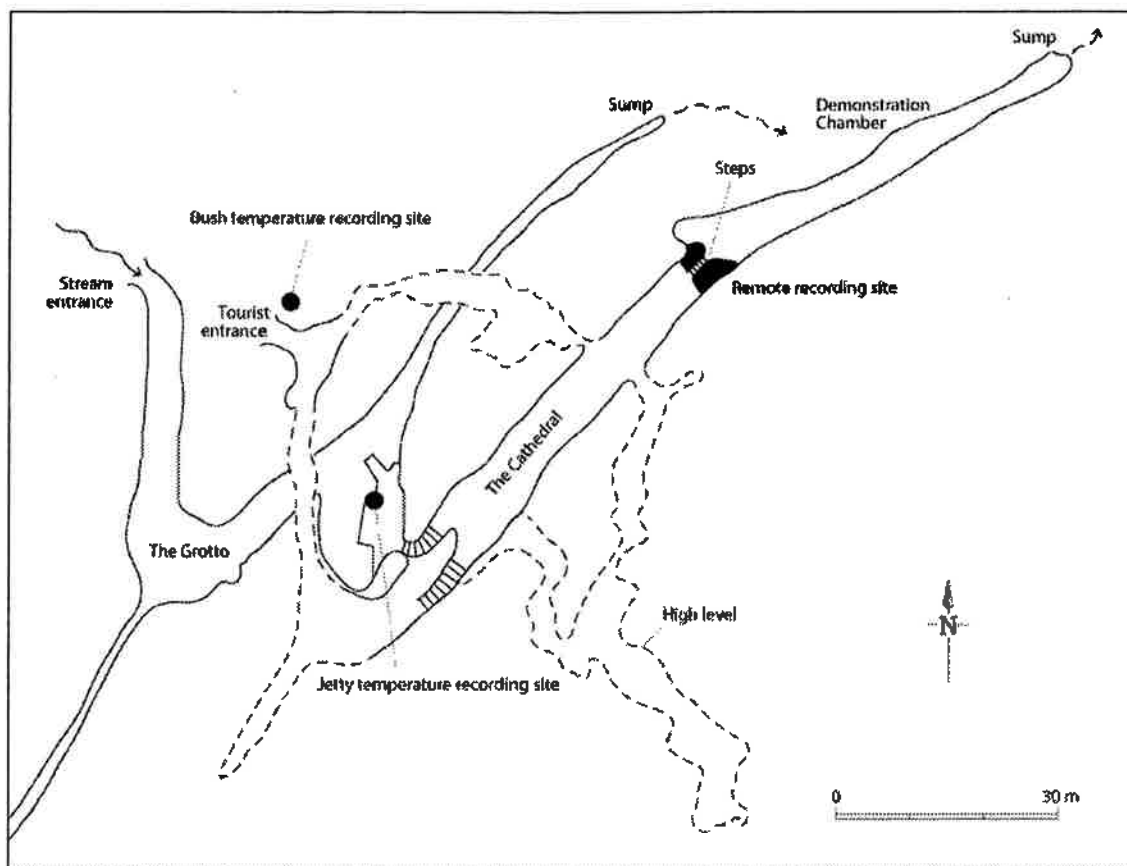 Sump
Demonstration
Chamber
Sump
Steps
Bush temperature recording site
Stream
entrance
Tourist
entrance
Remote recording site
The Cathedral
The Grotto
High level
N
Jetty temperature recording site
0 30 m